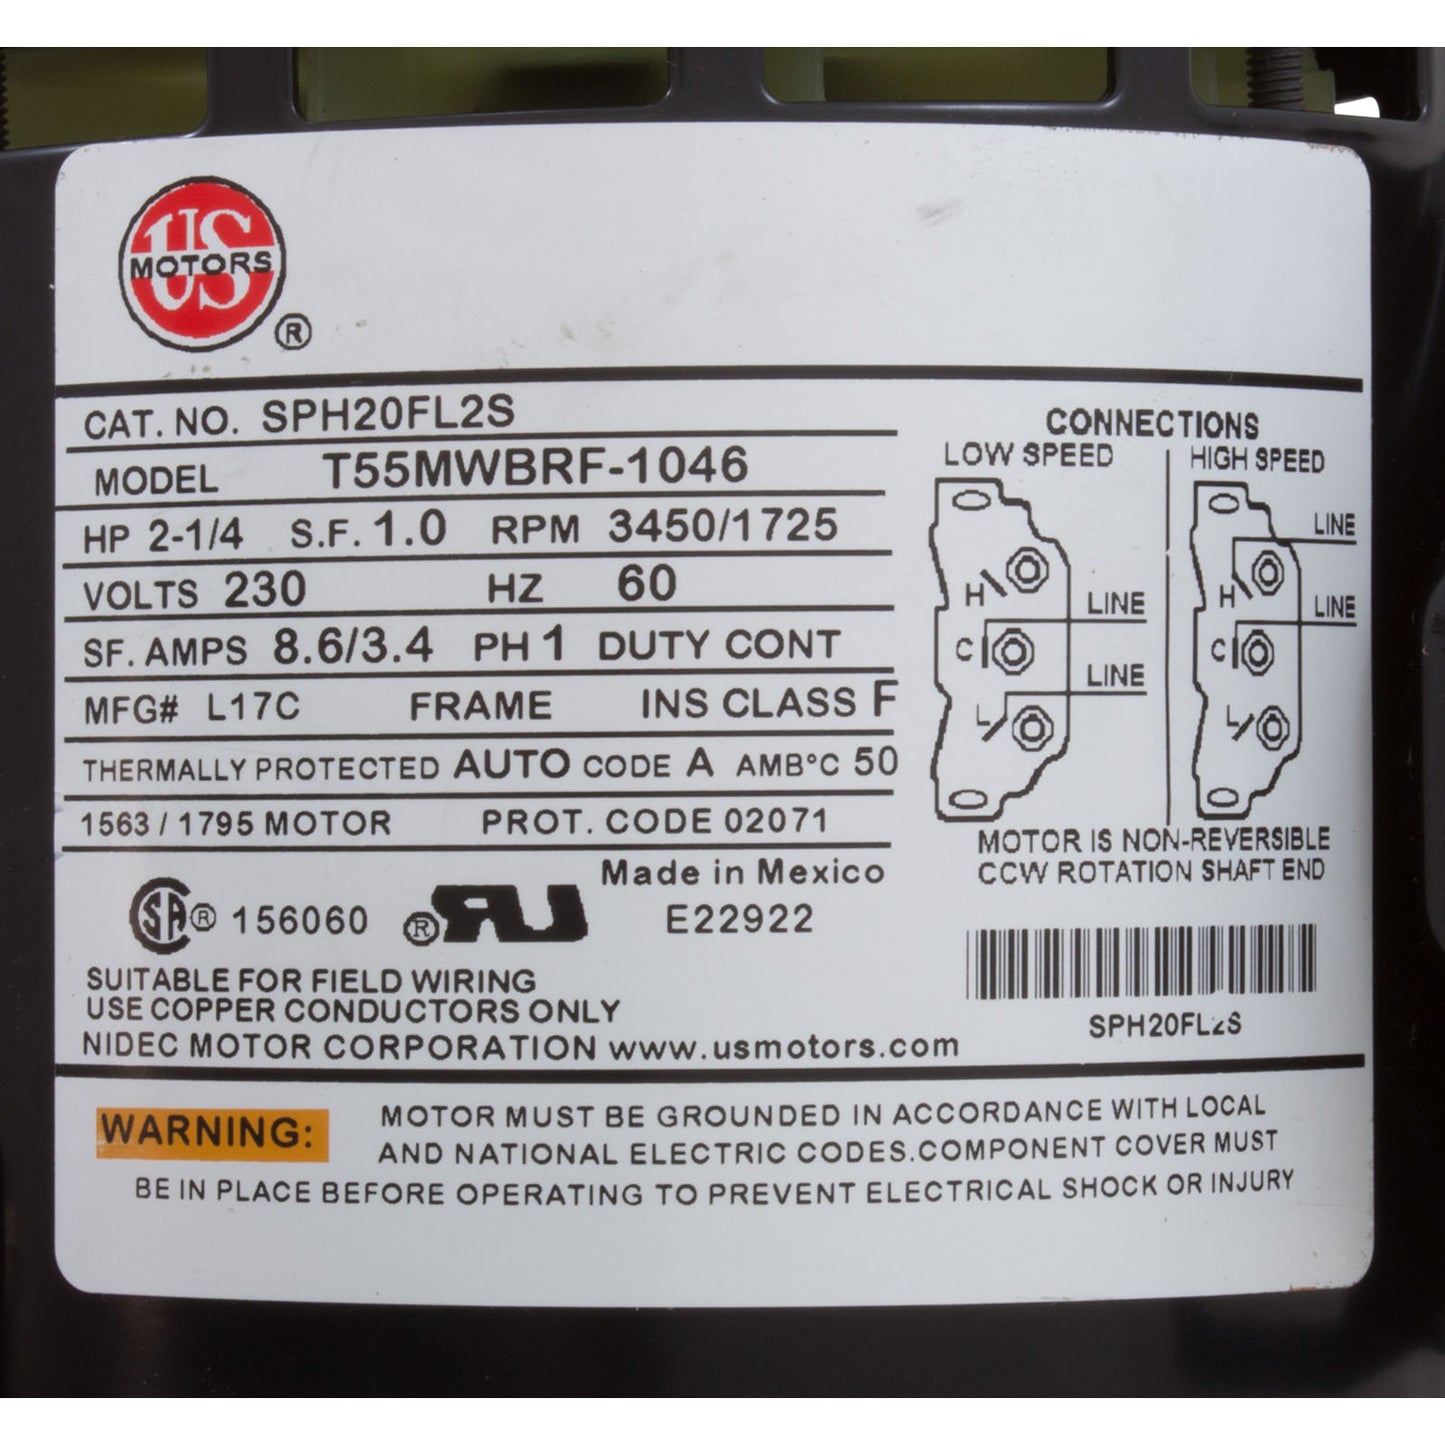 US
MOTORS
®
CAT. NO. SPH20FL2S
MODEL T55MWBRF-1046
HP 2-1/4 S.F. 1.0 RPM 3450/1725
VOLTS 230 HZ 60
SF. AMPS 8.6/3.4 PH 1 DUTY CONT
MFG# L17C FRAME INS CLASS F
THERMALLY PROTECTED AUTO CODE A AMB°C 50
1563 / 1795 MOTOR PROT. CODE 02071
Made in Mexico
SA ® 156060 ® UR E22922
SUITABLE FOR FIELD WIRING
USE COPPER CONDUCTORS ONLY
NIDEC MOTOR CORPORATION www.usmotors.com
CONNECTIONS
LOW SPEED
H
LINE
C
LINE
L
HIGH SPEED
LINE
H
LINE
C
L
MOTOR IS NON-REVERSIBLE
CCW ROTATION SHAFT END
SPH20FL2S
WARNING:
MOTOR MUST BE GROUNDED IN ACCORDANCE WITH LOCAL
AND NATIONAL ELECTRIC CODES.COMPONENT COVER MUST
BE IN PLACE BEFORE OPERATING TO PREVENT ELECTRICAL SHOCK OR INJURY